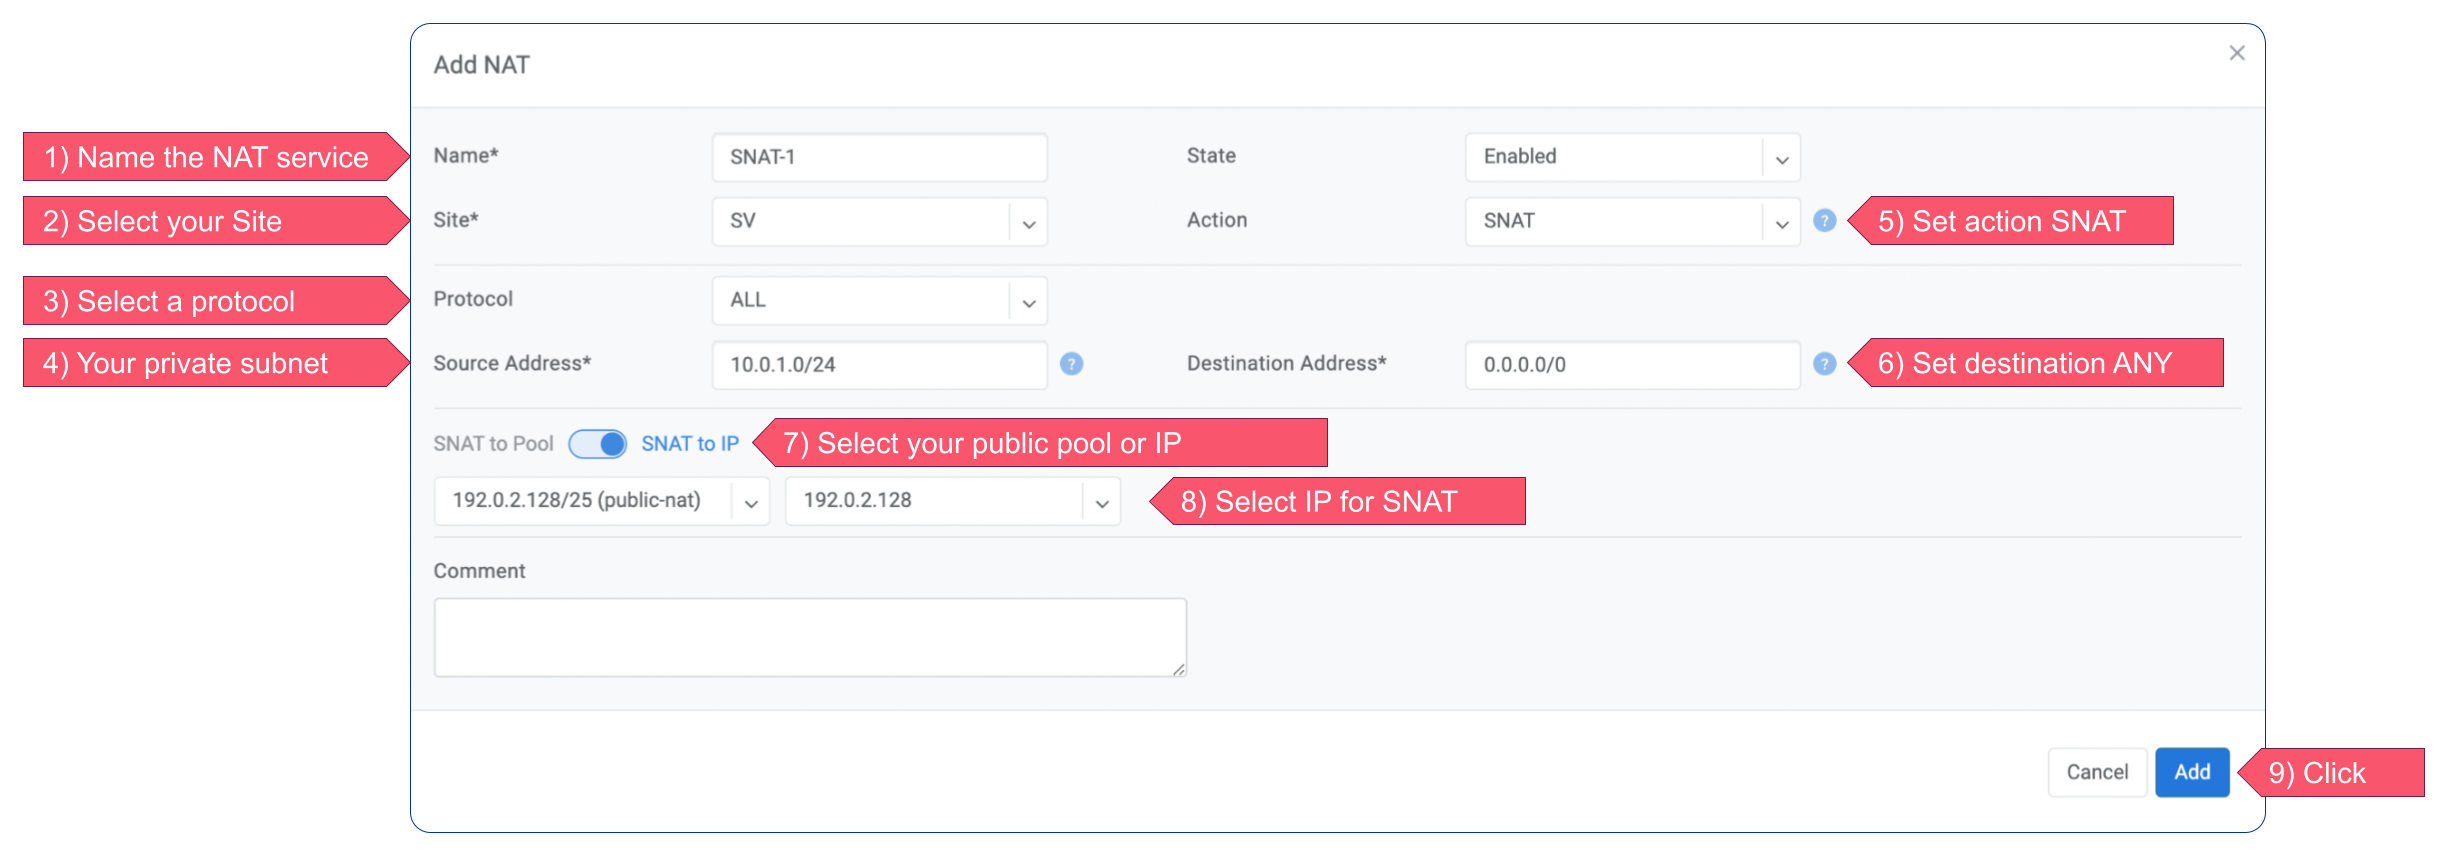 Add NAT
1) Name the NAT service
Name*
SNAT-1
State
Enabled
2) Select your Site
Site*
SV
Action
SNAT
?
5) Set action SNAT
3) Select a protocol
Protocol
ALL
4) Your private subnet
Source Address*
10.0.1.0/24
?
Destination Address*
0.0.0.0/0
?
6) Set destination ANY
SNAT to Pool
SNAT to IP
7) Select your public pool or IP
192.0.2.128/25 (public-nat)
192.0.2.128
8) Select IP for SNAT
Comment
Cancel
Add
9) Click